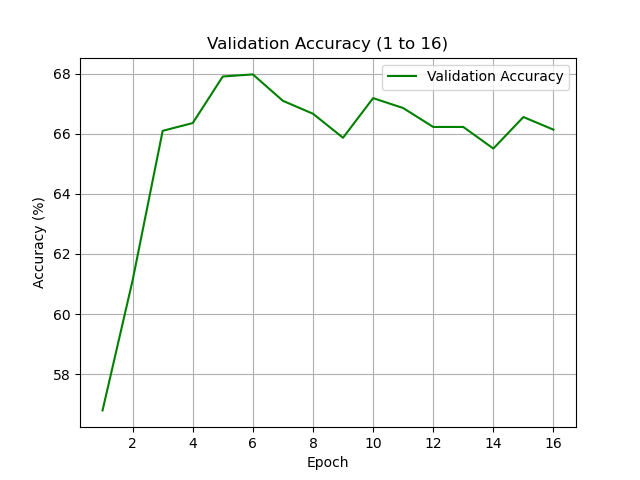 Validation Accuracy (1 to 16)
Validation Accuracy
Accuracy (%)
68
66
64
62
60
58
2 4 6 8 10 12 14 16
Epoch